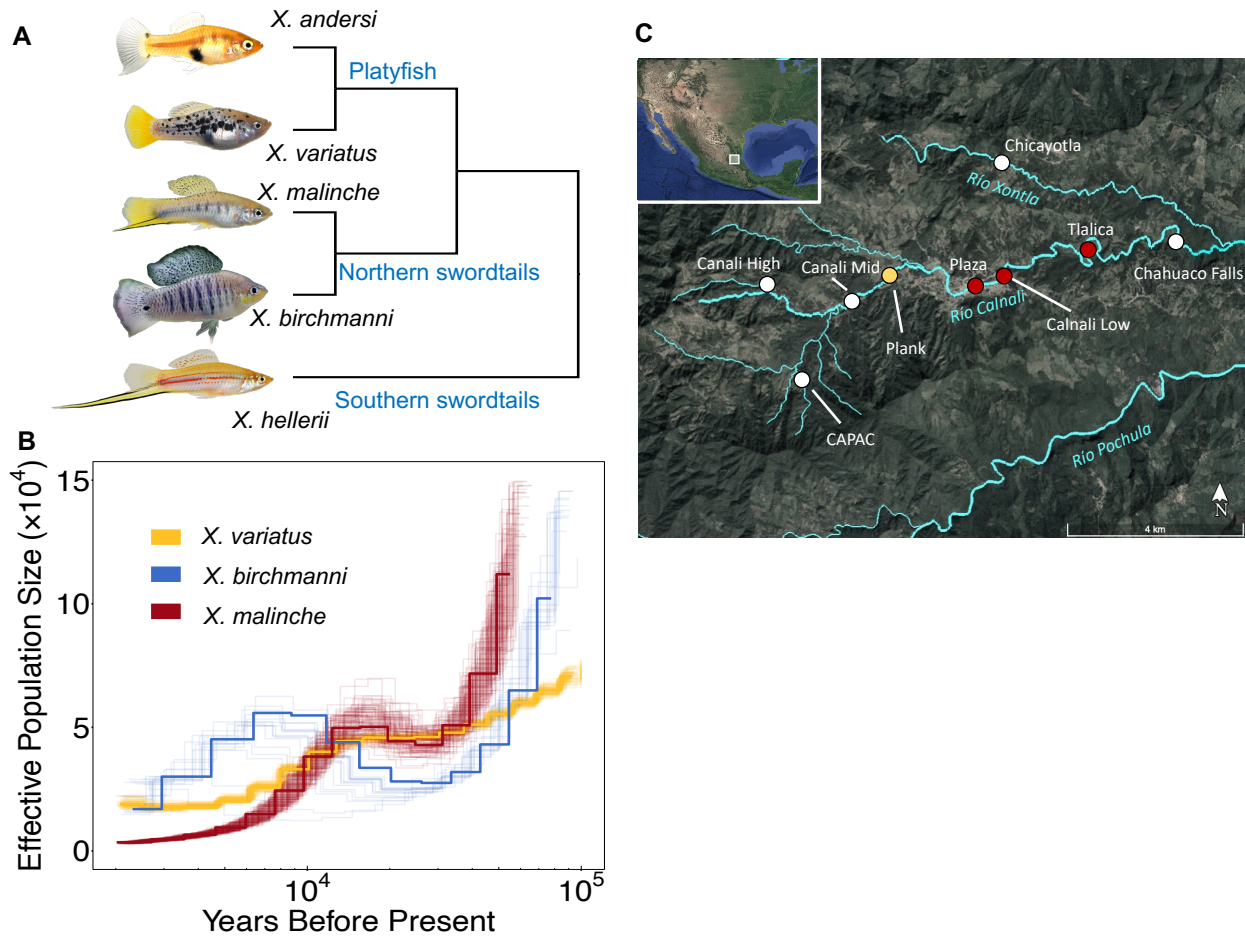 A
X. andersi
Platyfish
X. variatus
X. malinche
Northern swordtails
X. birchmanni
Southern swordtails
X. hellerii
B
Effective Population Size (×10⁴)
15
10
5
0
X. variatus
X. birchmanni
X. malinche
10⁴
10⁵
Years Before Present
C
Chicayotla
Río Xontla
Tlalica
Canali High
Canali Mid
Plaza
Chahuaco Falls
Río Calnali
Calnali Low
Plank
CAPAC
Río Pochula
N
4 km